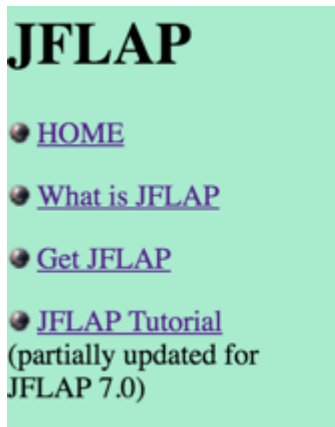 JFLAP
HOME
What is JFLAP
Get JFLAP
JFLAP Tutorial
(partially updated for
JFLAP 7.0)